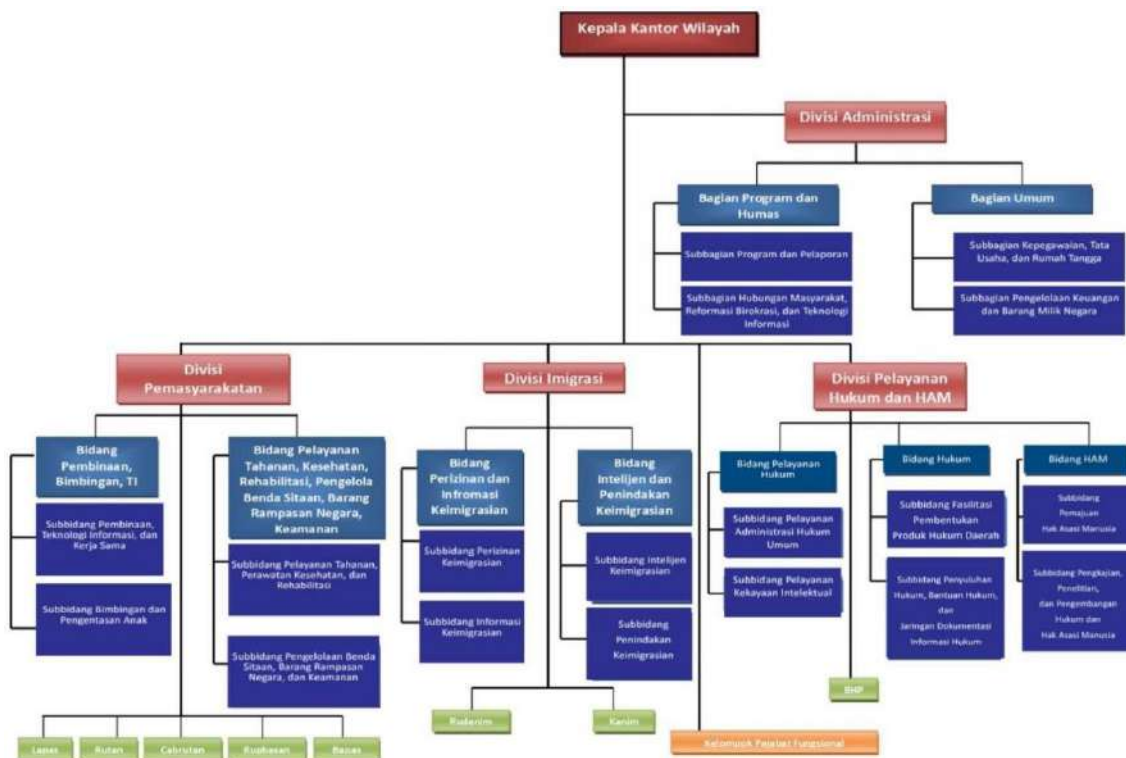 Kepala Kantor Wilayah
Divisi Administrasi
Bagian Program dan
Humas
Bagian Umum
Subbagian Program dan Pelaporan
Subbagian Kepegawaian, Tata
Usaha, dan Rumah Tangga
Subbagian Hubungan Masyarakat,
Reformasi Birokrasi, dan Teknologi
Informasi
Subbagian Pengelolaan Keuangan
dan Barang Milik Negara
Divisi
Pemasyarakatan
Divisi Imigrasi
Divisi Pelayanan
Hukum dan HAM
Bidang
Pembinaan,
Bimbingan, TI
Bidang Pelayanan
Tahanan, Kesehatan,
Rehabilitasi, Pengelola
Benda Sitaan, Barang
Rampasan Negara,
Keamanan
Bidang
Perizinan dan
Infromasi
Keimigrasian
Bidang
Intelijen dan
Penindakan
Keimigrasian
Bidang Pelayanan
Hukum
Bidang Hukum
Bidang HAM
Subbidang Pembinaan,
Teknologi Informasi, dan
Kerja Sama
Subbidang Pelayanan Tahanan,
Perawatan Kesehatan, dan
Rehabilitasi
Subbidang Perizinan
Keimigrasian
Subbidang Intelijen
Keimigrasian
Subbidang Pelayanan
Administrasi Hukum
Umum
Subbidang Fasilitasi
Pembentukan
Produk Hukum Daerah
Subbidang
Pemajuan
Hak Asasi Manusia
Subbidang Bimbingan dan
Pengentasan Anak
Subbidang Pengelolaan Benda
Sitaan, Barang Rampasan
Negara, dan Keamanan
Subbidang Informasi
Keimigrasian
Subbidang
Penindakan
Keimigrasian
Subbidang Pelayanan
Kekayaan Intelektual
Subbidang Penyuluhan
Hukum, Bantuan Hukum,
dan
Jaringan Dokumentasi
Informasi Hukum
Subbidang Pengkajian,
Penelitian,
dan Pengembangan
Hukum dan
Hak Asasi Manusia
BHP
Rudenim
Kanim
Lapas
Rutan
Cabrutan
Rupbasan
Bapas
Kelompok Pejabat Fungsional